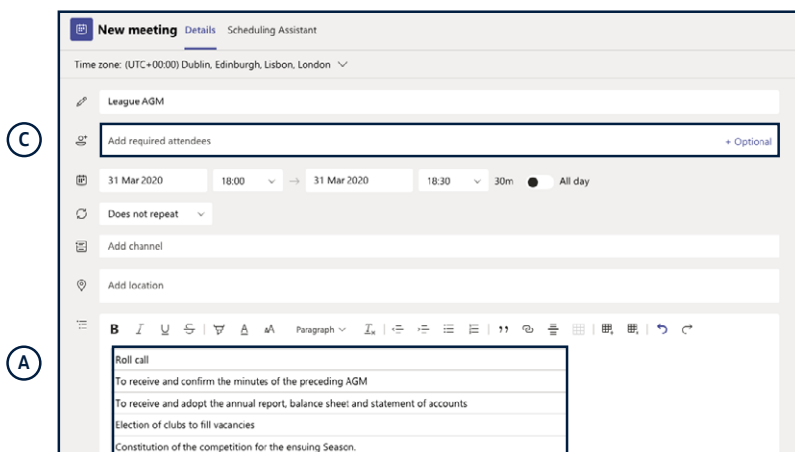 New meeting Details Scheduling Assistant
Time zone: (UTC+00:00) Dublin, Edinburgh, Lisbon, London
League AGM
C
Add required attendees + Optional
31 Mar 2020 18:00 → 31 Mar 2020 18:30 30m All day
Does not repeat
Add channel
Add location
B I U S A AA Paragraph Ix
A
Roll call
To receive and confirm the minutes of the preceding AGM
To receive and adopt the annual report, balance sheet and statement of accounts
Election of clubs to fill vacancies
Constitution of the competition for the ensuing Season.